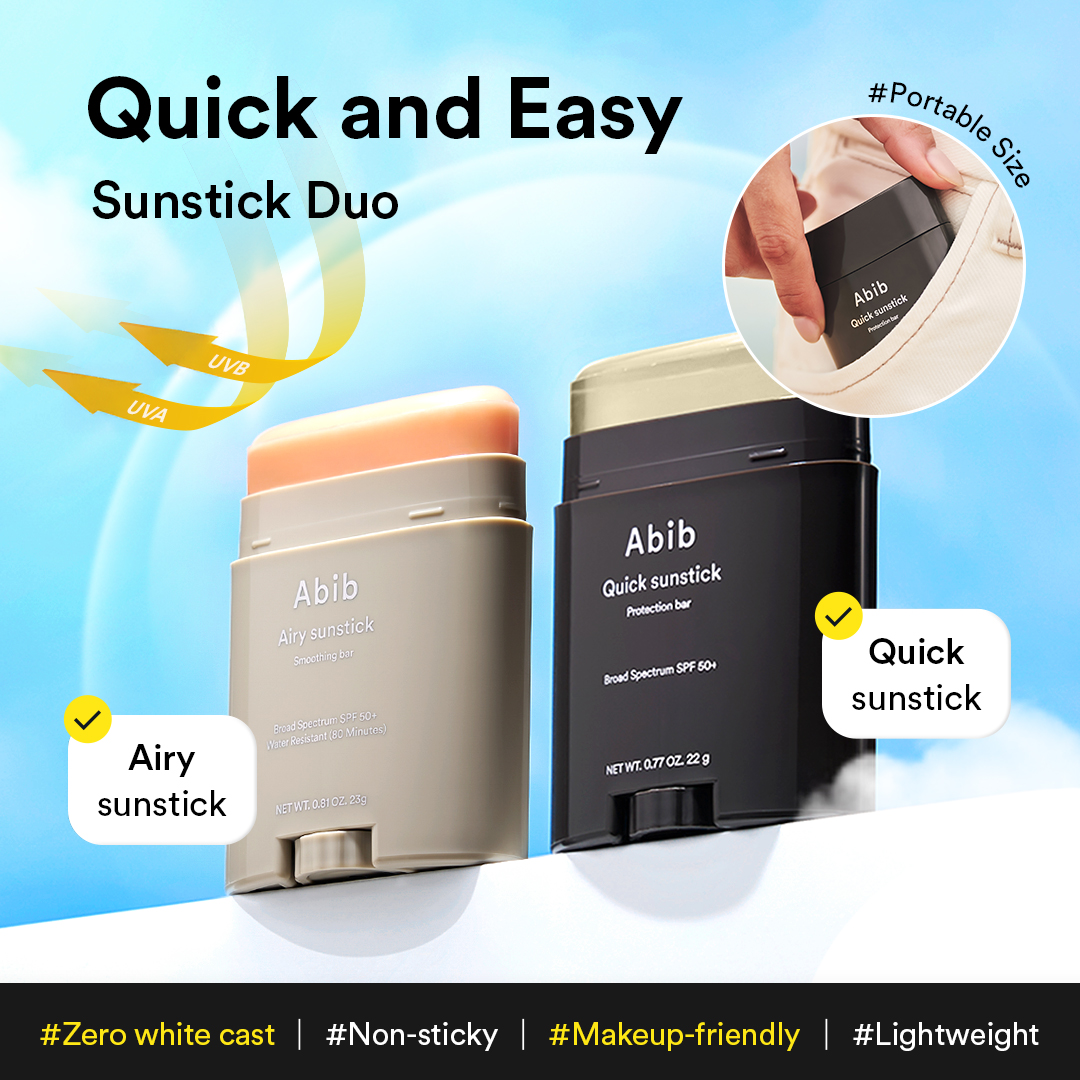 Quick and Easy
Sunstick Duo
#Portable Size
Abib
Quick sunstick
Protection bar
UVB
UVA
Abib
Airy sunstick
Smoothing bar
Broad Spectrum SPF 50+
Water Resistant (80 Minutes)
NET WT. 0.81 OZ. 23g
Abib
Quick sunstick
Protection bar
Broad Spectrum SPF 50+
NET WT. 0.77 OZ. 22 g
Quick
sunstick
Airy
sunstick
#Zero white cast | #Non-sticky | #Makeup-friendly | #Lightweight